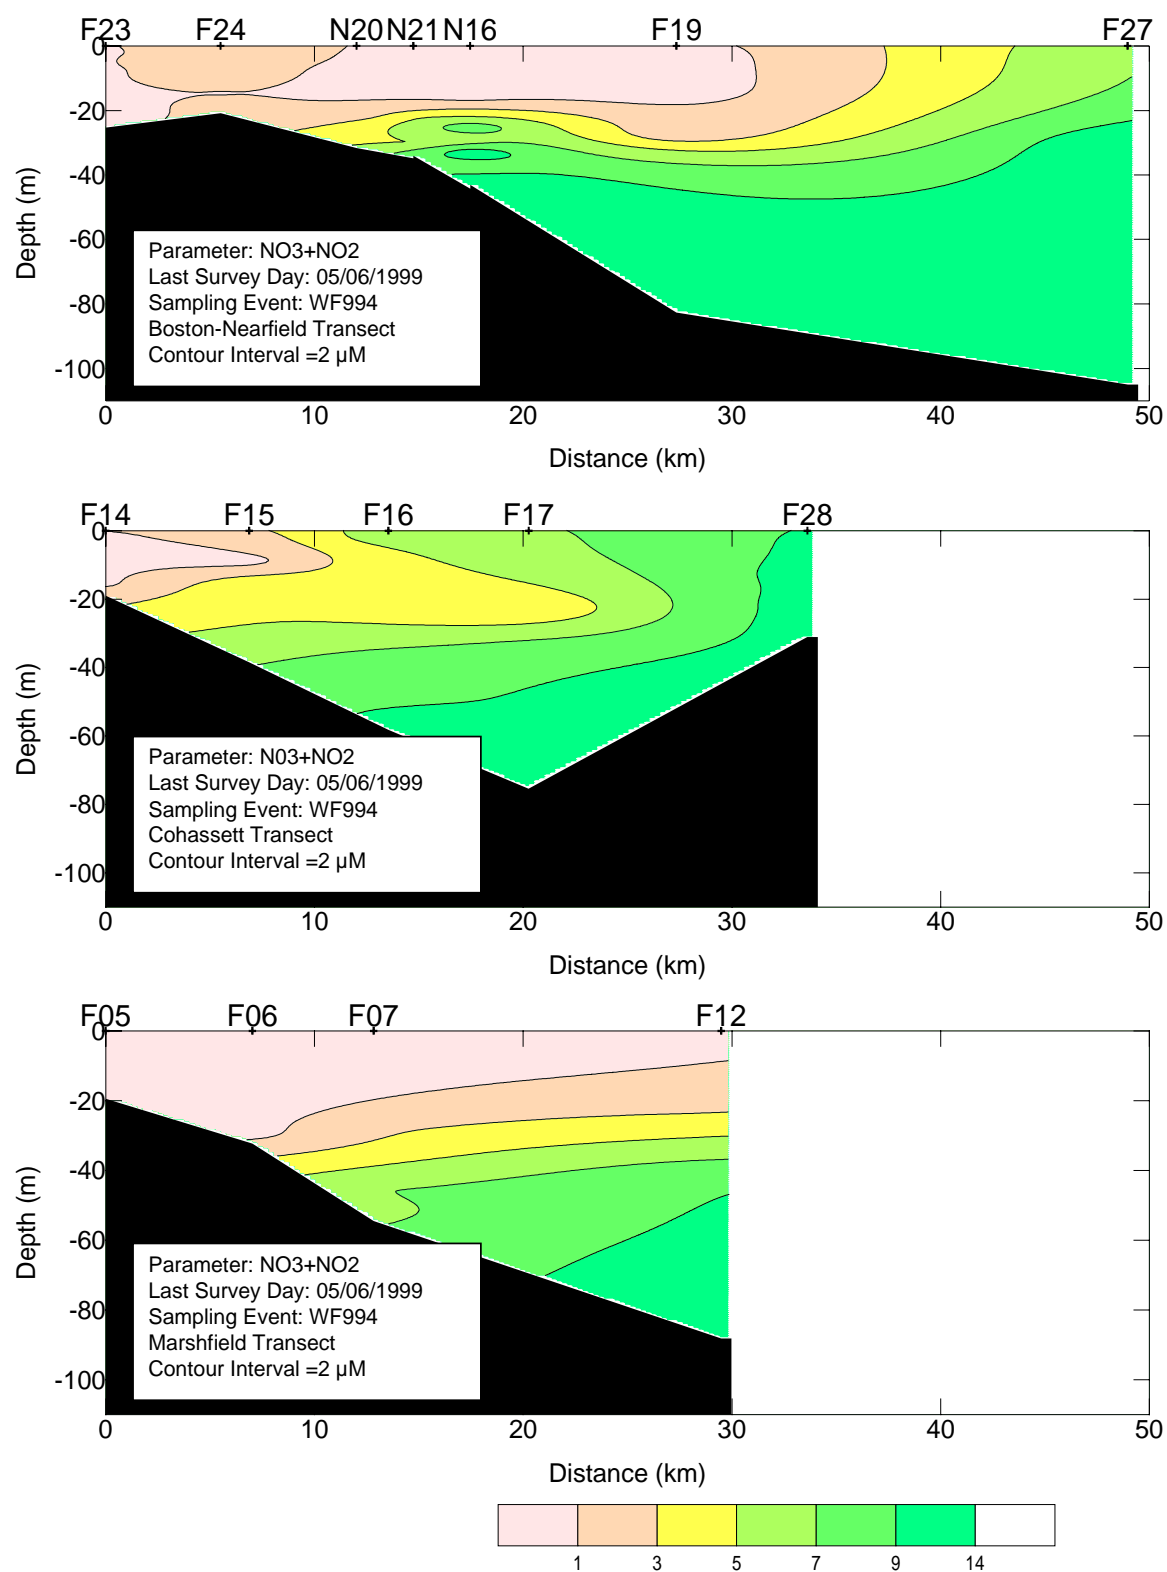 F23 F24 N20 N21 N16 F19 F27
0
-20
-40
-60
-80
-100
Depth (m)
Parameter: NO3+NO2
Last Survey Day: 05/06/1999
Sampling Event: WF994
Boston-Nearfield Transect
Contour Interval =2 µM
0 10 20 30 40 50
Distance (km)
F14 F15 F16 F17 F28
0
-20
-40
-60
-80
-100
Depth (m)
Parameter: N03+NO2
Last Survey Day: 05/06/1999
Sampling Event: WF994
Cohassett Transect
Contour Interval =2 µM
0 10 20 30 40 50
Distance (km)
F05 F06 F07 F12
0
-20
-40
-60
-80
-100
Depth (m)
Parameter: NO3+NO2
Last Survey Day: 05/06/1999
Sampling Event: WF994
Marshfield Transect
Contour Interval =2 µM
0 10 20 30 40 50
Distance (km)
1 3 5 7 9 14